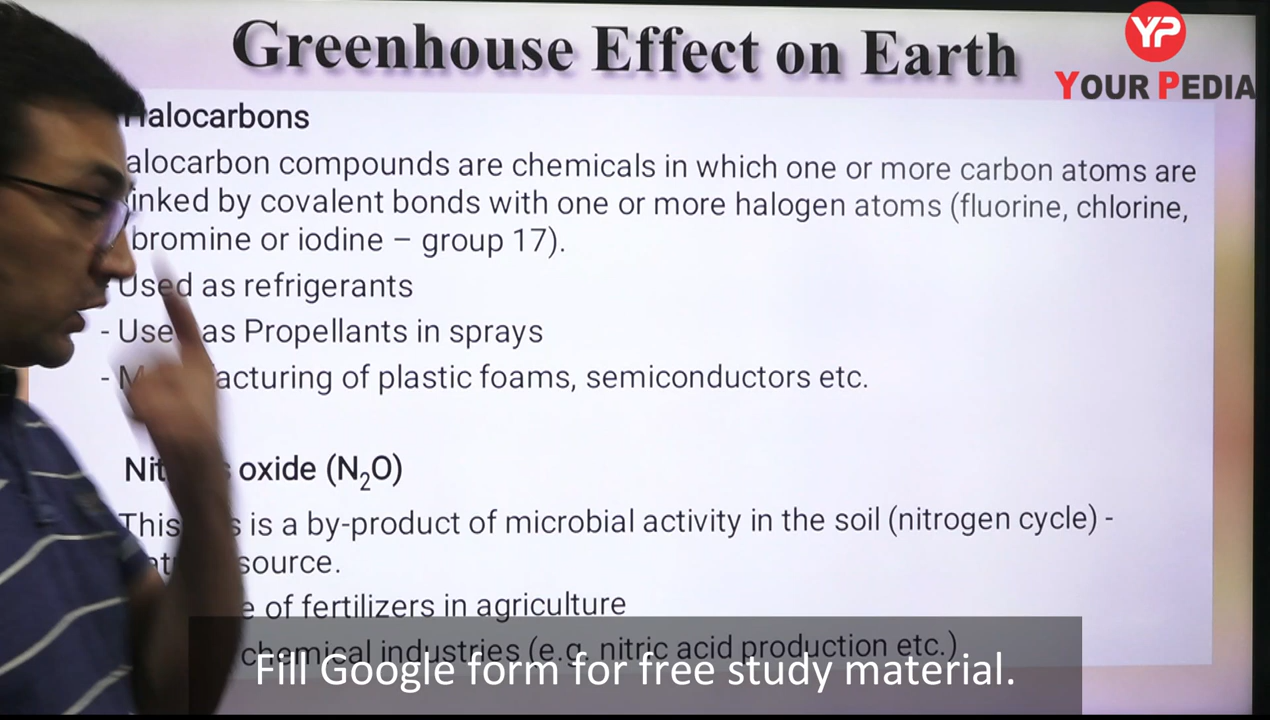 Greenhouse Effect on Earth
YP
YOUR PEDIA
Halocarbons
alocarbon compounds are chemicals in which one or more carbon atoms are
inked by covalent bonds with one or more halogen atoms (fluorine, chlorine,
bromine or iodine – group 17).
Used as refrigerants
- Use as Propellants in sprays
- M acturing of plastic foams, semiconductors etc.
Nit oxide (N₂O)
This s is a by-product of microbial activity in the soil (nitrogen cycle) -
source.
e of fertilizers in agriculture
chemical industries (e.g. nitric acid production etc.)
Fill Google form for free study material.